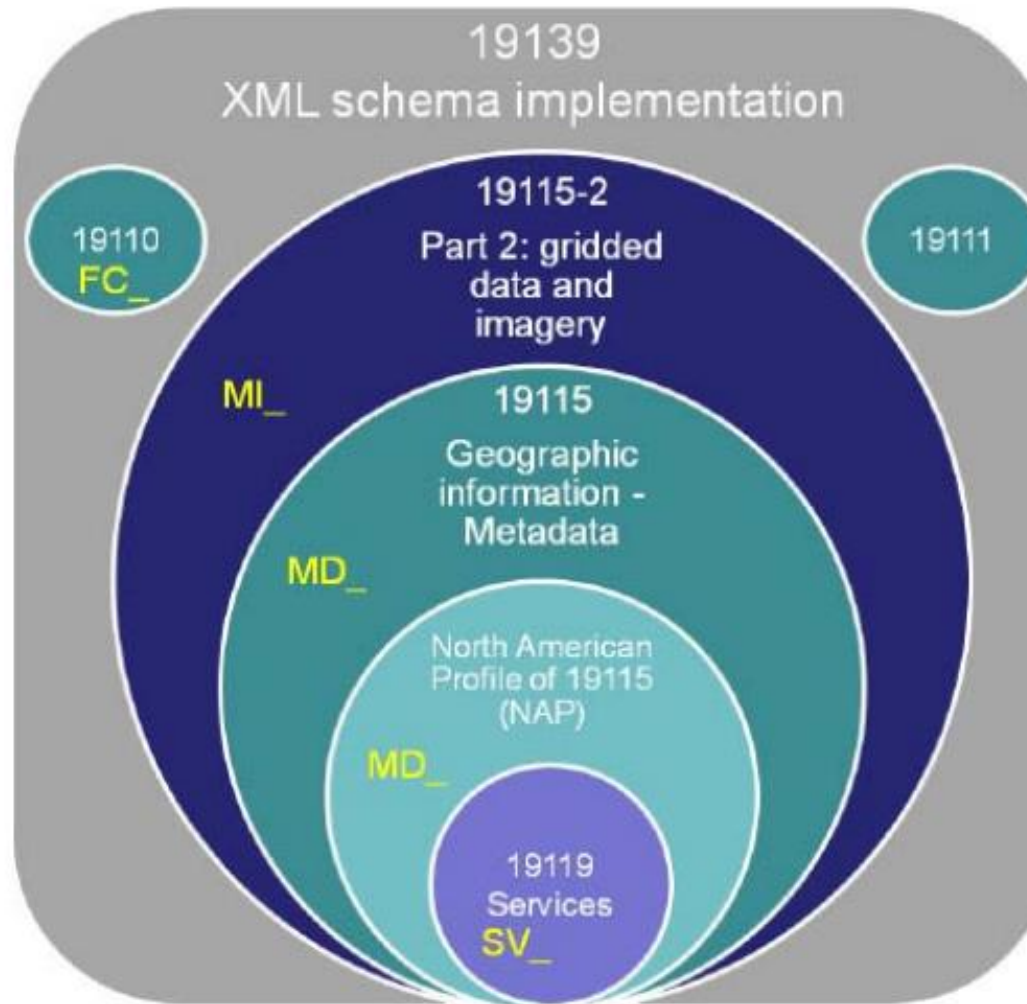 19139
XML schema implementation
19110
FC_
19115-2
Part 2: gridded
data and
imagery
19111
MI_
19115
Geographic
information -
Metadata
MD_
North American
Profile of 19115
(NAP)
MD_
19119
Services
SV_